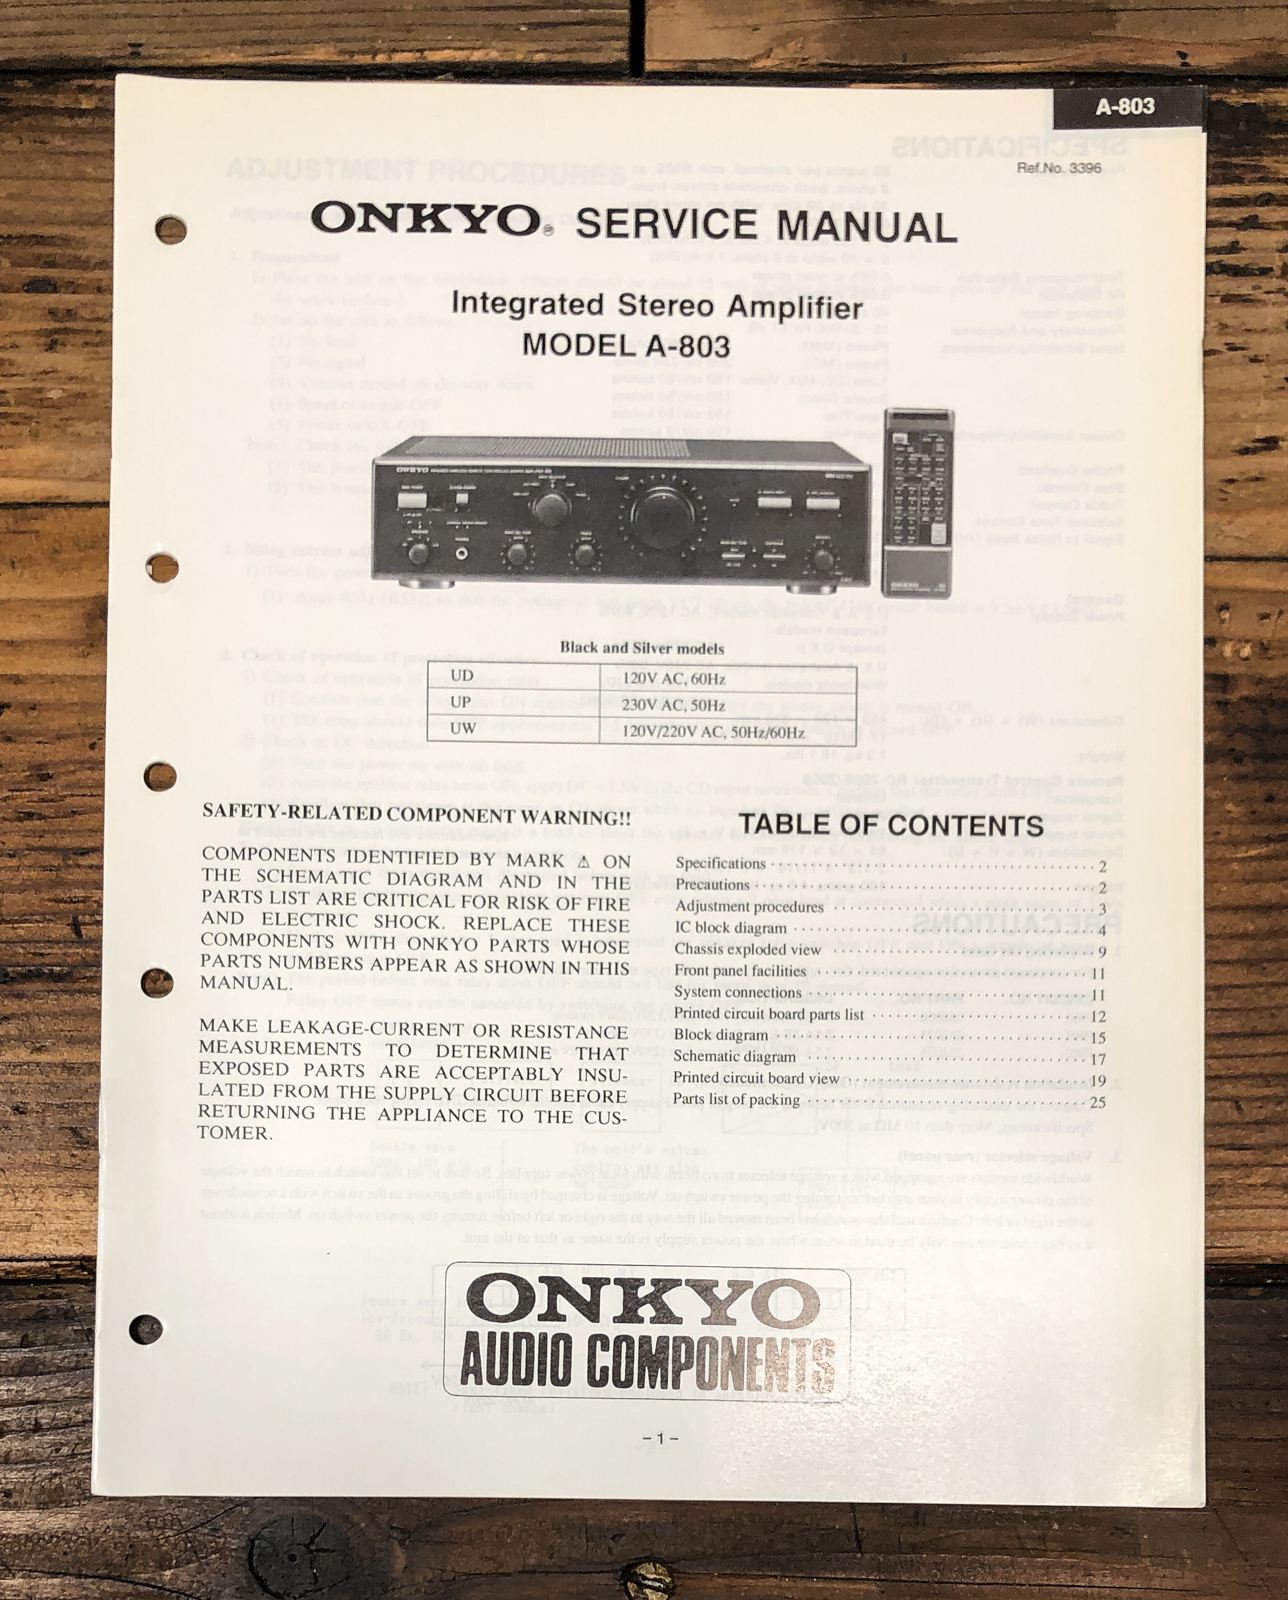 A-803
Ref.No. 3396
ONKYO® SERVICE MANUAL
Integrated Stereo Amplifier
MODEL A-803
ONKYO
ONKYO
Black and Silver models
UD 120V AC, 60Hz
UP 230V AC, 50Hz
UW 120V/220V AC, 50Hz/60Hz
SAFETY-RELATED COMPONENT WARNING!!
COMPONENTS IDENTIFIED BY MARK ⚠ ON
THE SCHEMATIC DIAGRAM AND IN THE
PARTS LIST ARE CRITICAL FOR RISK OF FIRE
AND ELECTRIC SHOCK. REPLACE THESE
COMPONENTS WITH ONKYO PARTS WHOSE
PARTS NUMBERS APPEAR AS SHOWN IN THIS
MANUAL.
MAKE LEAKAGE-CURRENT OR RESISTANCE
MEASUREMENTS TO DETERMINE THAT
EXPOSED PARTS ARE ACCEPTABLY INSU-
LATED FROM THE SUPPLY CIRCUIT BEFORE
RETURNING THE APPLIANCE TO THE CUS-
TOMER.
TABLE OF CONTENTS
Specifications 2
Precautions 2
Adjustment procedures 3
IC block diagram 4
Chassis exploded view 9
Front panel facilities 11
System connections 11
Printed circuit board parts list 12
Block diagram 15
Schematic diagram 17
Printed circuit board view 19
Parts list of packing 25
ONKYO
AUDIO COMPONENTS
– 1 –